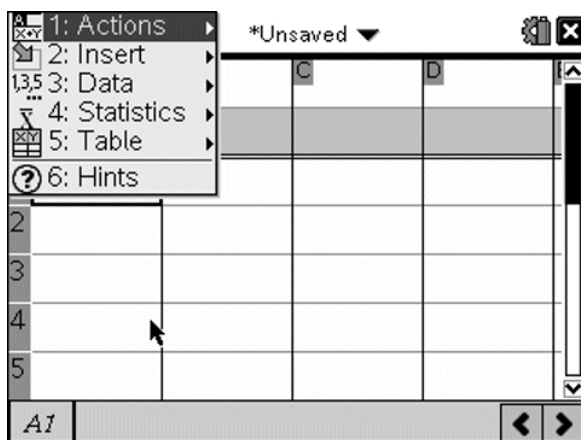 1: Actions
*Unsaved
2: Insert
1,3,5 3: Data
4: Statistics
5: Table
6: Hints
C D
2
3
4
5
A1